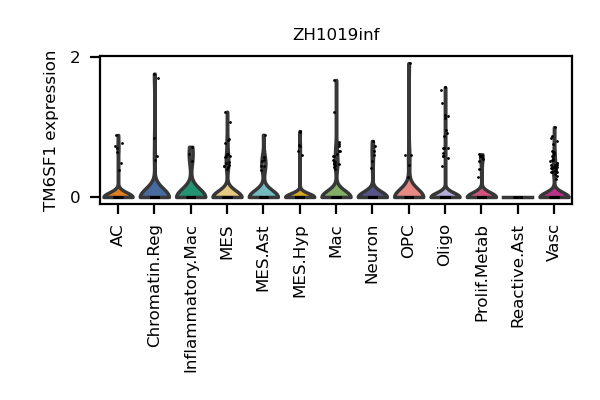 ZH1019inf
TM6SF1 expression
2
0
AC
Chromatin.Reg
Inflammatory.Mac
MES
MES.Ast
MES.Hyp
Mac
Neuron
OPC
Oligo
Prolif.Metab
Reactive.Ast
Vasc